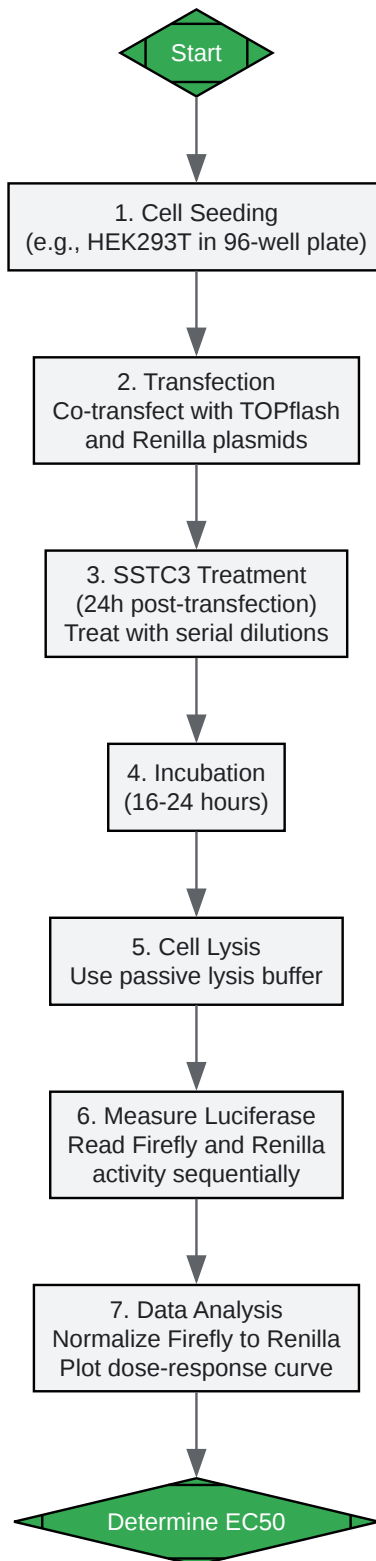 Start
1. Cell Seeding
(e.g., HEK293T in 96-well plate)
2. Transfection
Co-transfect with TOPflash
and Renilla plasmids
3. SSTC3 Treatment
(24h post-transfection)
Treat with serial dilutions
4. Incubation
(16-24 hours)
5. Cell Lysis
Use passive lysis buffer
6. Measure Luciferase
Read Firefly and Renilla
activity sequentially
7. Data Analysis
Normalize Firefly to Renilla
Plot dose-response curve
Determine EC50